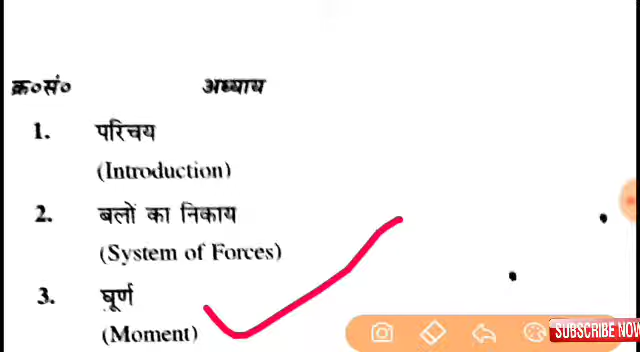 क्र०सं० अध्याय
1. परिचय
(Introduction)
2. बलों का निकाय
(System of Forces)
3. घूर्ण
(Moment)
SUBSCRIBE NOW